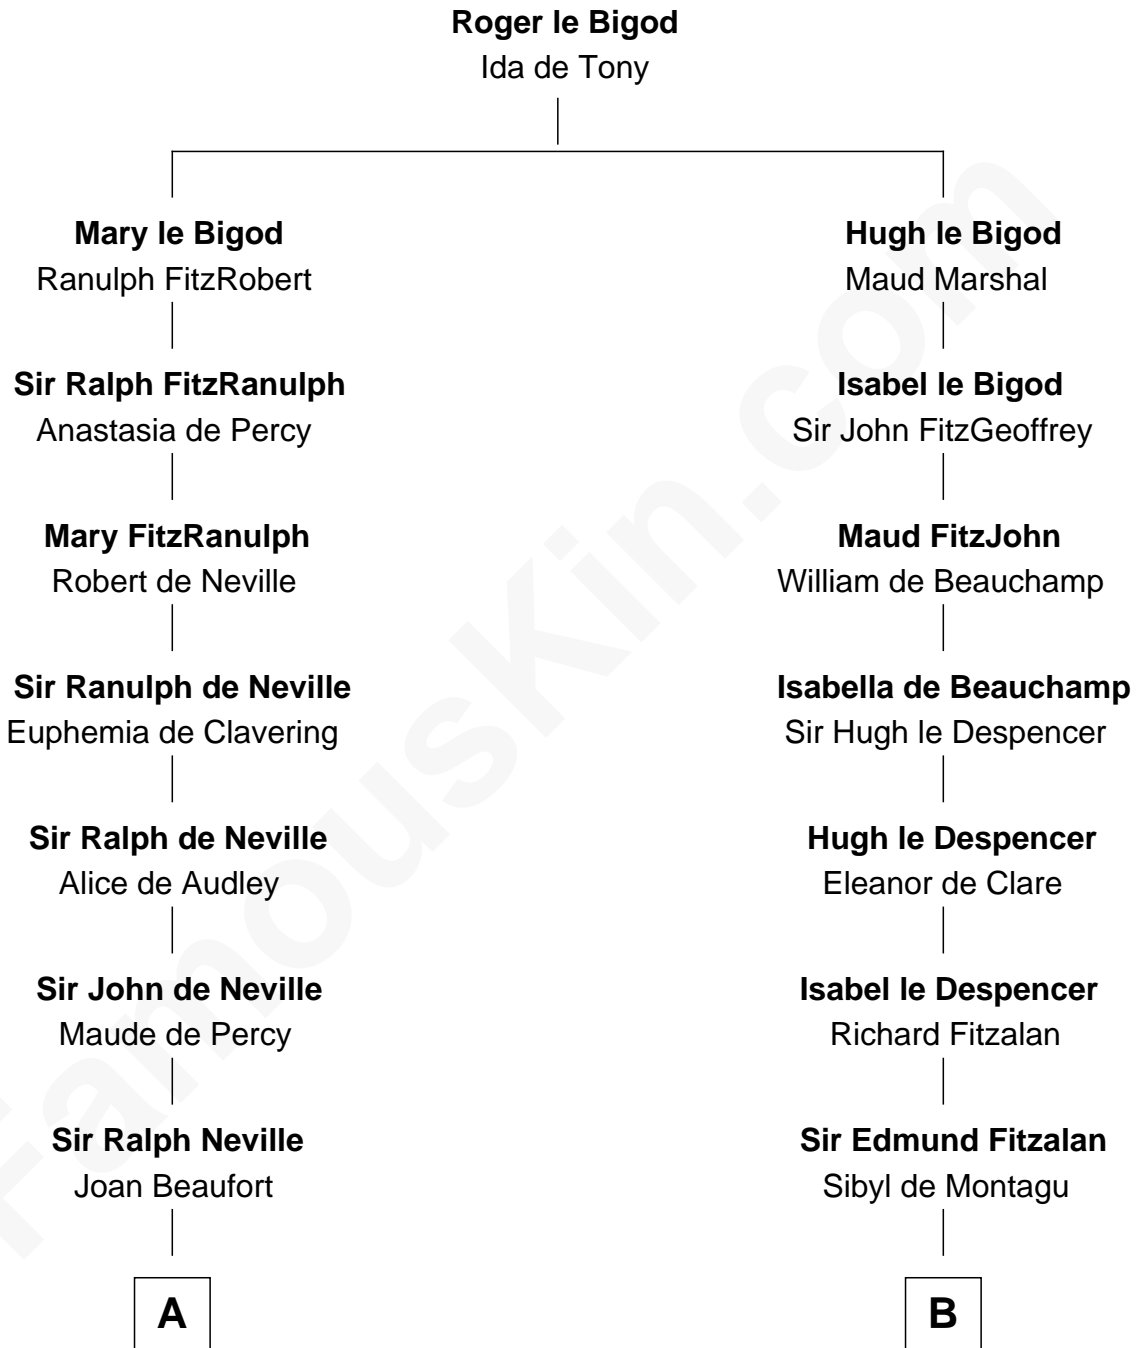 Roger le Bigod
Ida de Tony
Mary le Bigod
Ranulph FitzRobert
Sir Ralph FitzRanulph
Anastasia de Percy
Mary FitzRanulph
Robert de Neville
Sir Ranulph de Neville
Euphemia de Clavering
Sir Ralph de Neville
Alice de Audley
Sir John de Neville
Maude de Percy
Sir Ralph Neville
Joan Beaufort
A
Hugh le Bigod
Maud Marshal
Isabel le Bigod
Sir John FitzGeoffrey
Maud FitzJohn
William de Beauchamp
Isabella de Beauchamp
Sir Hugh le Despencer
Hugh le Despencer
Eleanor de Clare
Isabel le Despencer
Richard Fitzalan
Sir Edmund Fitzalan
Sibyl de Montagu
B
FamousKin.com